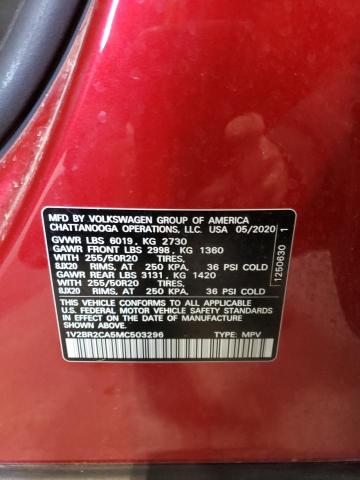 MFD BY VOLKSWAGEN GROUP OF AMERICA
CHATTANOOGA OPERATIONS, LLC. USA 05/2020
GVWR LBS 6019, KG 2730
GAWR FRONT LBS 2998, KG 1360
WITH 255/50R20 TIRES,
8JX20 RIMS, AT 250 KPA, 36 PSI COLD
GAWR REAR LBS 3131, KG 1420
WITH 255/50R20 TIRES,
8JX20 RIMS, AT 250 KPA, 36 PSI COLD
THIS VEHICLE CONFORMS TO ALL APPLICABLE
U.S. FEDERAL MOTOR VEHICLE SAFETY STANDARDS
IN EFFECT ON THE DATE OF MANUFACTURE
SHOWN ABOVE.
1V2BR2CA5MC503296 TYPE: MPV
1250630 1